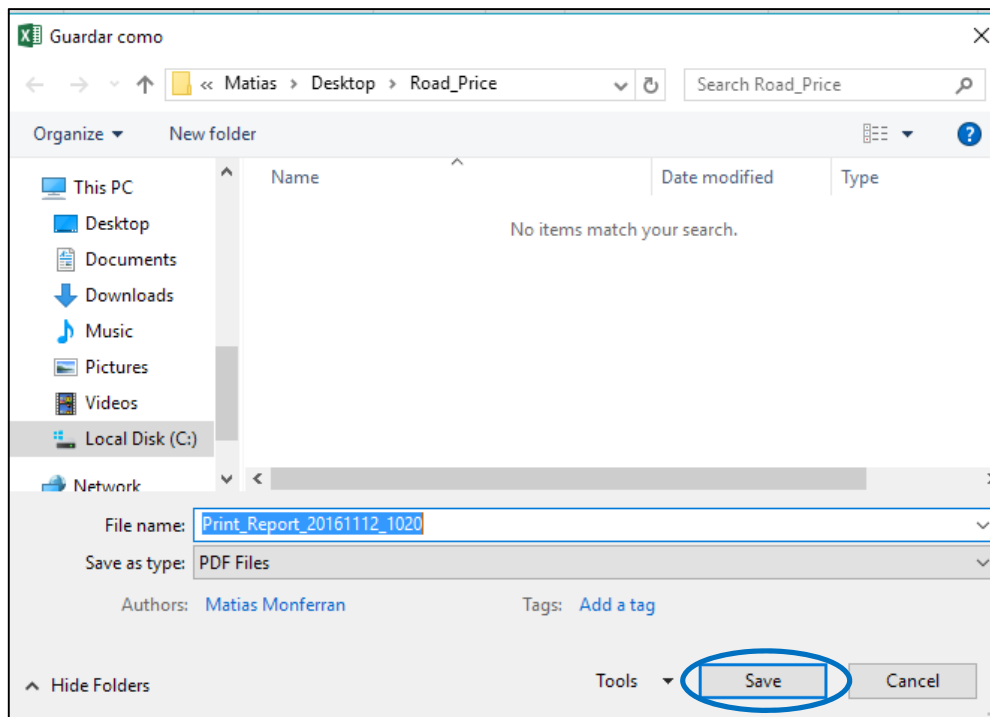 Guardar como
« Matias > Desktop > Road_Price
Search Road_Price
Organize
New folder
Name
Date modified
Type
No items match your search.
This PC
Desktop
Documents
Downloads
Music
Pictures
Videos
Local Disk (C:)
Network
File name: Print_Report_20161112_1020
Save as type: PDF Files
Authors: Matias Monferran
Tags: Add a tag
Hide Folders
Tools
Save
Cancel